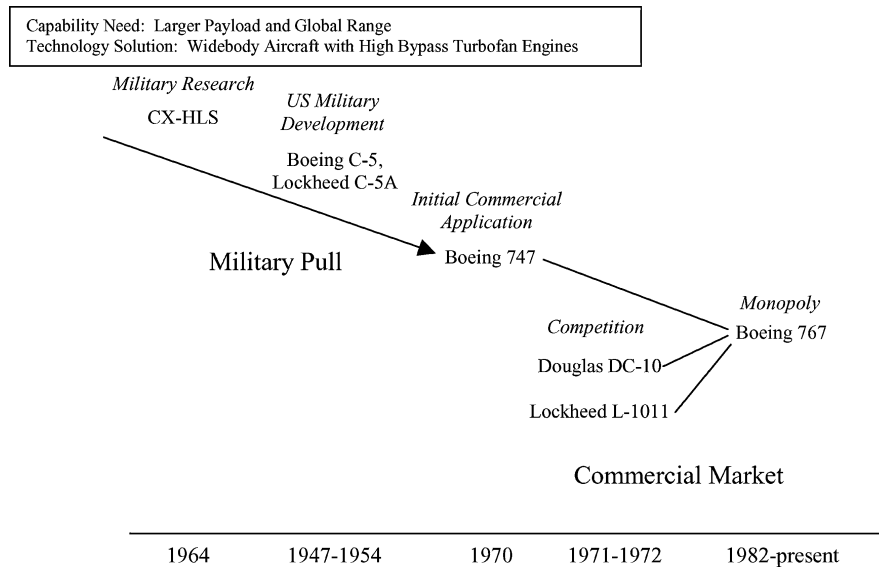 Capability Need: Larger Payload and Global Range
Technology Solution: Widebody Aircraft with High Bypass Turbofan Engines
Military Research
CX-HLS
US Military
Development
Boeing C-5,
Lockheed C-5A
Initial Commercial
Application
Boeing 747
Military Pull
Monopoly
Boeing 767
Competition
Douglas DC-10
Lockheed L-1011
Commercial Market
1964
1947-1954
1970
1971-1972
1982-present